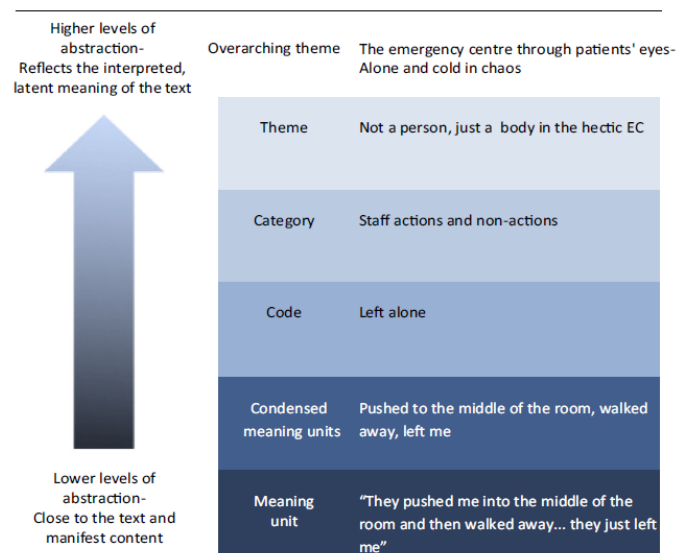 Higher levels of
abstraction-
Reflects the interpreted,
latent meaning of the text
Overarching theme
The emergency centre through patients' eyes-
Alone and cold in chaos
Theme
Not a person, just a body in the hectic EC
Category
Staff actions and non-actions
Code
Left alone
Condensed
meaning units
Pushed to the middle of the room, walked
away, left me
Lower levels of
abstraction-
Close to the text and
manifest content
Meaning
unit
“They pushed me into the middle of the
room and then walked away... they just left
me”